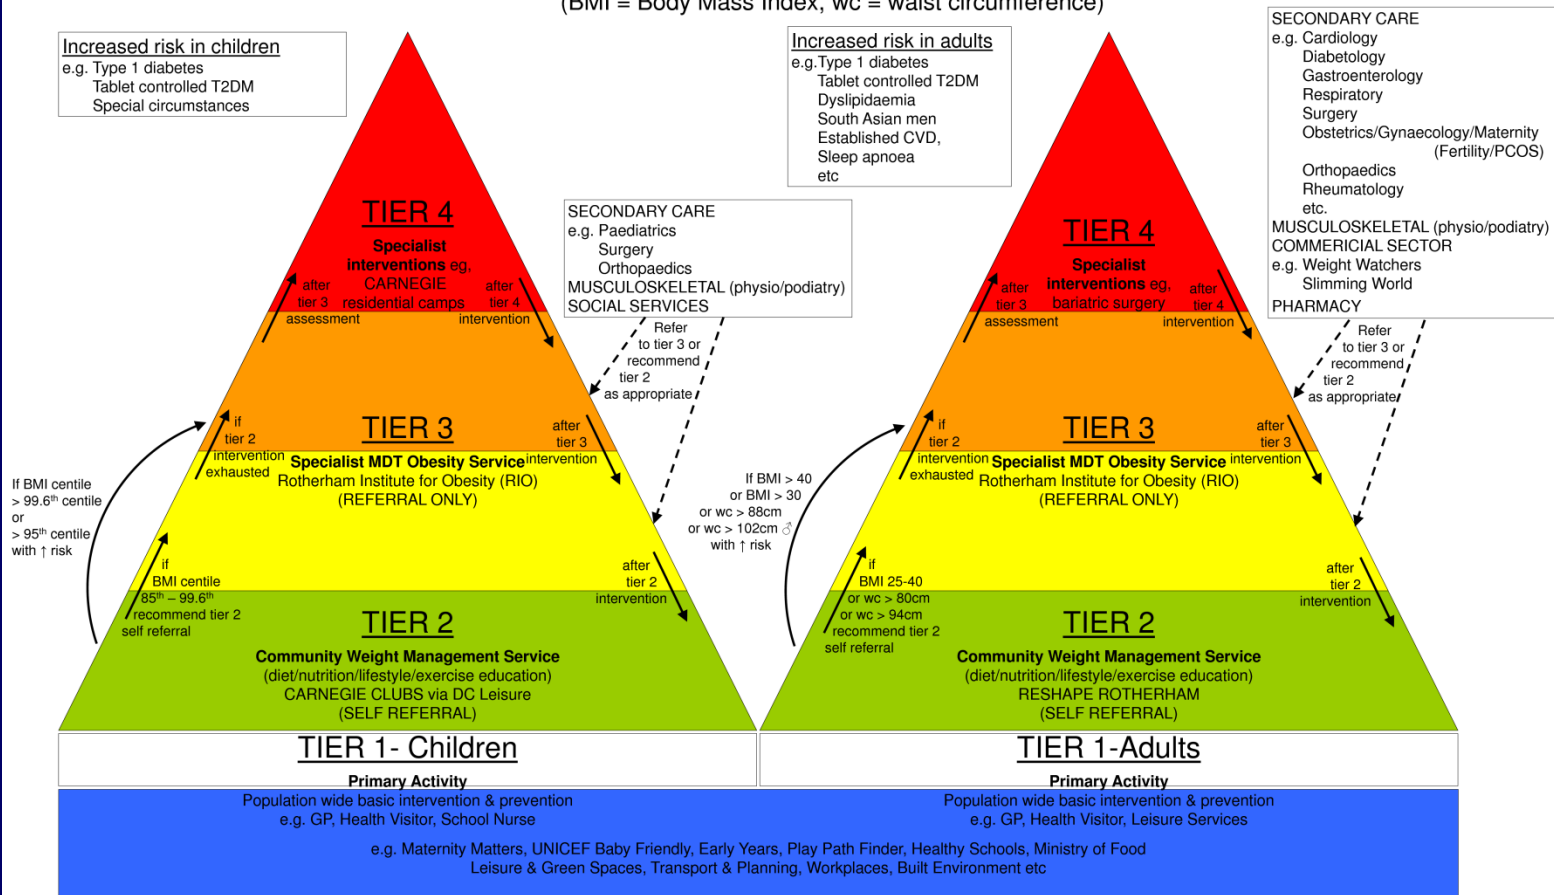 (BMI = Body Mass Index, wc = waist circumference)
Increased risk in children
e.g. Type 1 diabetes
Tablet controlled T2DM
Special circumstances
TIER 4
Specialist
interventions eg,
CARNEGIE
residential camps
after
tier 3
assessment
after
tier 4
intervention
SECONDARY CARE
e.g. Paediatrics
Surgery
Orthopaedics
MUSCULOSKELETAL (physio/podiatry)
SOCIAL SERVICES
Refer
to tier 3 or
recommend
tier 2
as appropriate
TIER 3
Specialist MDT Obesity Service
Rotherham Institute for Obesity (RIO)
(REFERRAL ONLY)
if
tier 2
intervention
exhausted
after
tier 3
intervention
If BMI centile
> 99.6th centile
or
> 95th centile
with ↑ risk
if
BMI centile
85th – 99.6th
recommend tier 2
self referral
after
tier 2
intervention
TIER 2
Community Weight Management Service
(diet/nutrition/lifestyle/exercise education)
CARNEGIE CLUBS via DC Leisure
(SELF REFERRAL)
TIER 1- Children
Primary Activity
Population wide basic intervention & prevention
e.g. GP, Health Visitor, School Nurse
Increased risk in adults
e.g.Type 1 diabetes
Tablet controlled T2DM
Dyslipidaemia
South Asian men
Established CVD,
Sleep apnoea
etc
TIER 4
Specialist
interventions eg,
bariatric surgery
after
tier 3
assessment
after
tier 4
intervention
SECONDARY CARE
e.g. Cardiology
Diabetology
Gastroenterology
Respiratory
Surgery
Obstetrics/Gynaecology/Maternity
(Fertility/PCOS)
Orthopaedics
Rheumatology
etc.
MUSCULOSKELETAL (physio/podiatry)
COMMERICIAL SECTOR
e.g. Weight Watchers
Slimming World
PHARMACY
Refer
to tier 3 or
recommend
tier 2
as appropriate
TIER 3
Specialist MDT Obesity Service
Rotherham Institute for Obesity (RIO)
(REFERRAL ONLY)
if
tier 2
intervention
exhausted
after
tier 3
intervention
If BMI > 40
or BMI > 30
or wc > 88cm
or wc > 102cm ♂
with ↑ risk
if
BMI 25-40
or wc > 80cm
or wc > 94cm
recommend tier 2
self referral
after
tier 2
intervention
TIER 2
Community Weight Management Service
(diet/nutrition/lifestyle/exercise education)
RESHAPE ROTHERHAM
(SELF REFERRAL)
TIER 1-Adults
Primary Activity
Population wide basic intervention & prevention
e.g. GP, Health Visitor, Leisure Services
e.g. Maternity Matters, UNICEF Baby Friendly, Early Years, Play Path Finder, Healthy Schools, Ministry of Food
Leisure & Green Spaces, Transport & Planning, Workplaces, Built Environment etc